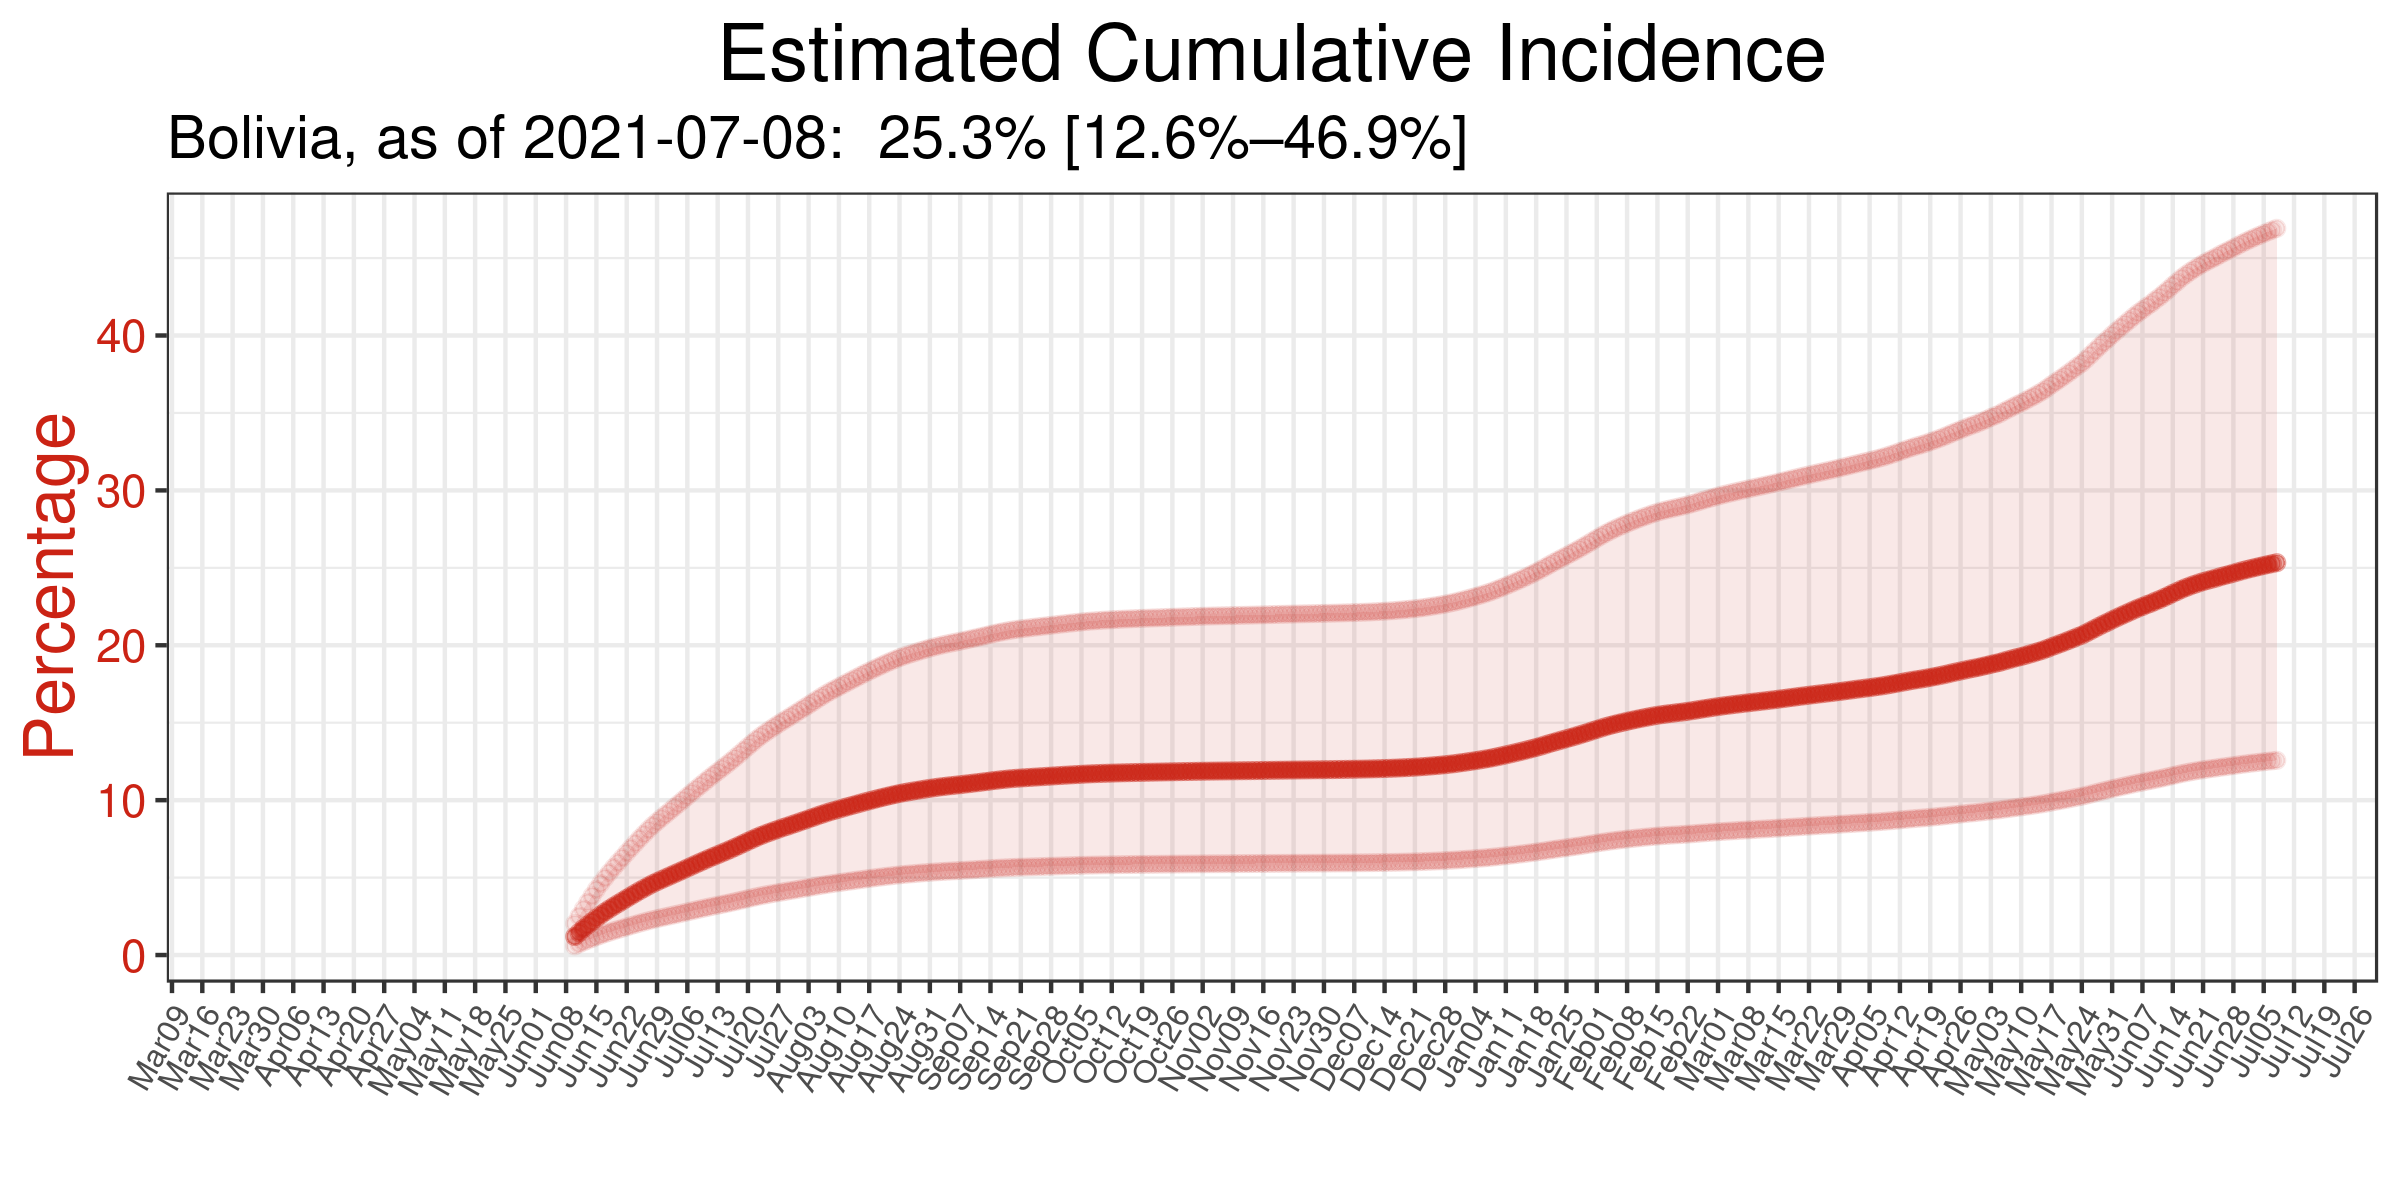 Estimated Cumulative Incidence
Bolivia, as of 2021-07-08:  25.3% [12.6%–46.9%]
Percentage
40
30
20
10
0
Mar09 Mar16 Mar23 Mar30 Apr06 Apr13 Apr20 Apr27 May04 May11 May18 May25 Jun01 Jun08 Jun15 Jun22 Jun29 Jul06 Jul13 Jul20 Jul27 Aug03 Aug10 Aug17 Aug24 Aug31 Sep07 Sep14 Sep21 Sep28 Oct05 Oct12 Oct19 Oct26 Nov02 Nov09 Nov16 Nov23 Nov30 Dec07 Dec14 Dec21 Dec28 Jan04 Jan11 Jan18 Jan25 Feb01 Feb08 Feb15 Feb22 Mar01 Mar08 Mar15 Mar22 Mar29 Apr05 Apr12 Apr19 Apr26 May03 May10 May17 May24 May31 Jun07 Jun14 Jun21 Jun28 Jul05 Jul12 Jul19 Jul26